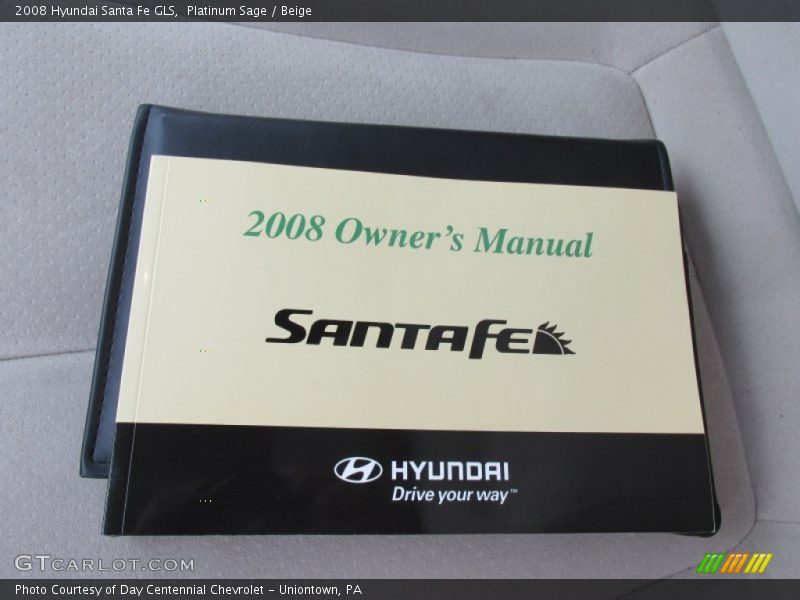 2008 Hyundai Santa Fe GLS,  Platinum Sage / Beige
2008 Owner's Manual
SANTA FE
HYUNDAI
Drive your way™
GTCARLOT.COM
Photo Courtesy of Day Centennial Chevrolet - Uniontown, PA